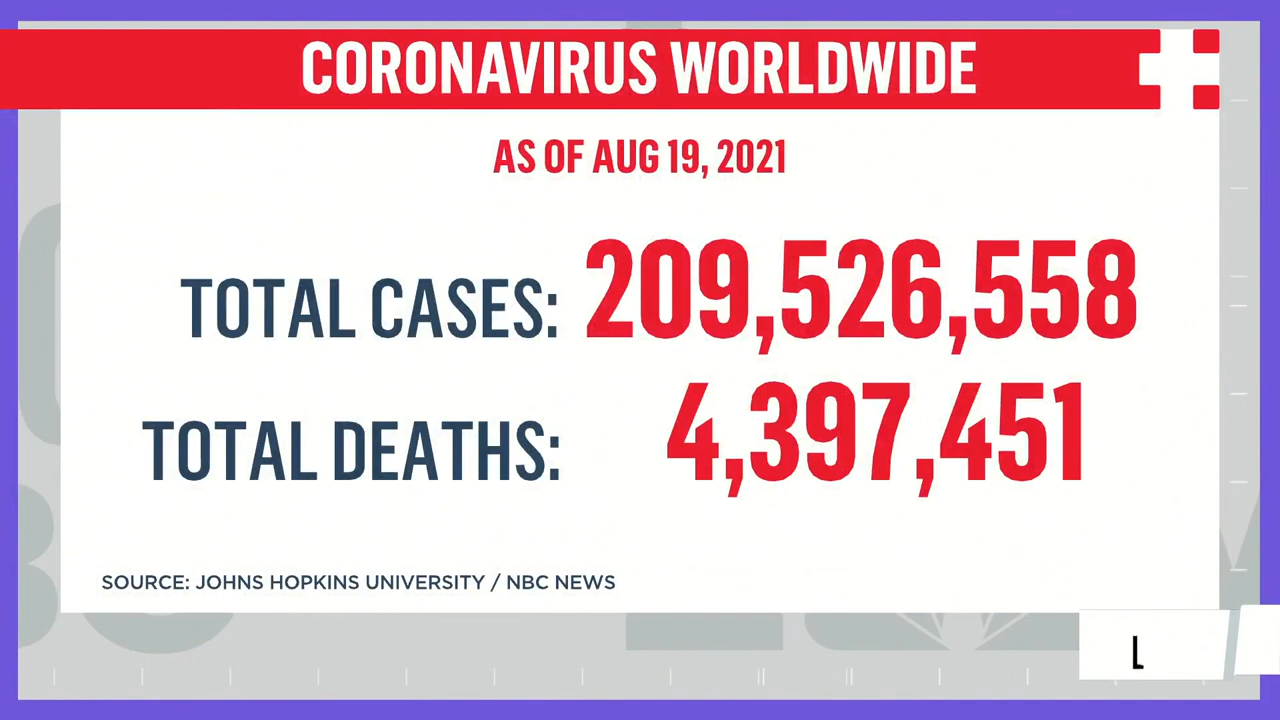 CORONAVIRUS WORLDWIDE
AS OF AUG 19, 2021
TOTAL CASES: 209,526,558
TOTAL DEATHS: 4,397,451
SOURCE: JOHNS HOPKINS UNIVERSITY / NBC NEWS
L